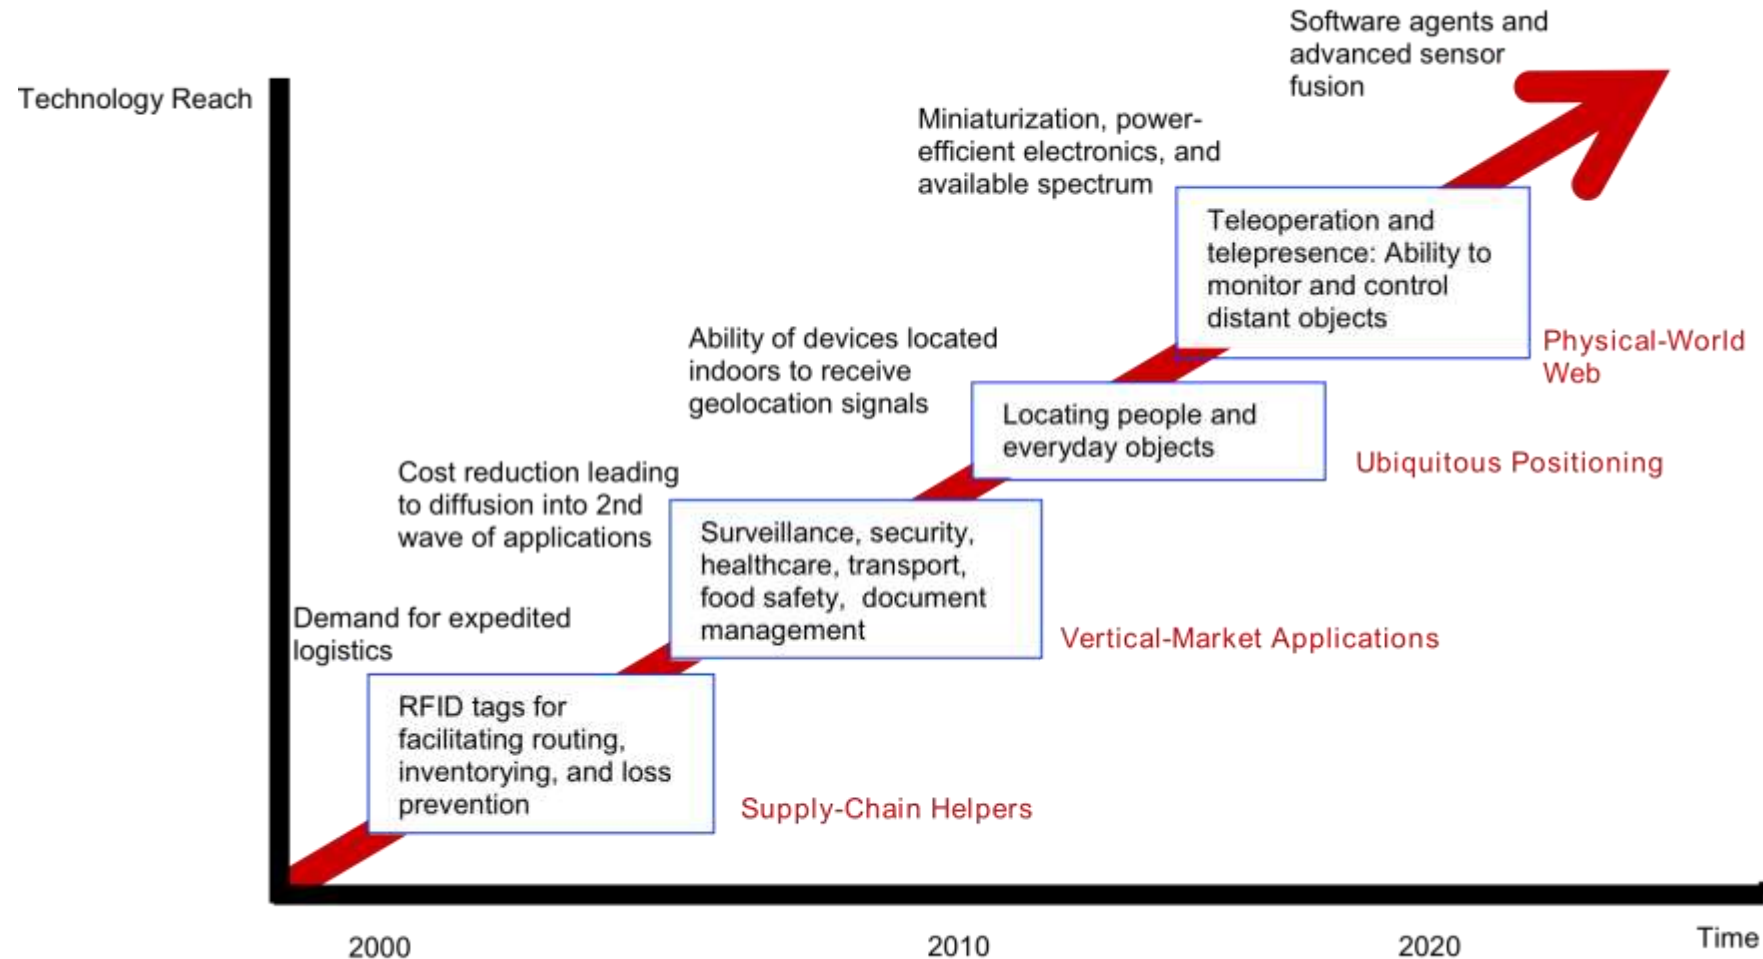 Software agents and
advanced sensor
fusion
Technology Reach
Miniaturization, power-
efficient electronics, and
available spectrum
Teleoperation and
telepresence: Ability to
monitor and control
distant objects
Physical-World
Web
Ability of devices located
indoors to receive
geolocation signals
Locating people and
everyday objects
Ubiquitous Positioning
Cost reduction leading
to diffusion into 2nd
wave of applications
Surveillance, security,
healthcare, transport,
food safety,  document
management
Vertical-Market Applications
Demand for expedited
logistics
RFID tags for
facilitating routing,
inventorying, and loss
prevention
Supply-Chain Helpers
2000
2010
2020
Time